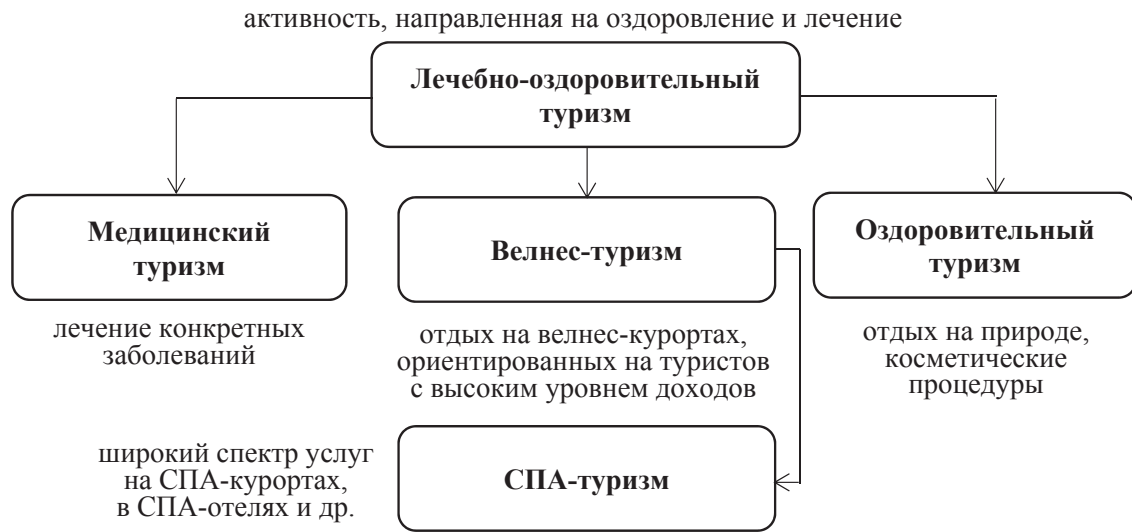 активность, направленная на оздоровление и лечение
Лечебно-оздоровительный
туризм
Медицинский
туризм
лечение конкретных
заболеваний
Велнес-туризм
отдых на велнес-курортах,
ориентированных на туристов
с высоким уровнем доходов
Оздоровительный
туризм
отдых на природе,
косметические
процедуры
широкий спектр услуг
на СПА-курортах,
в СПА-отелях и др.
СПА-туризм